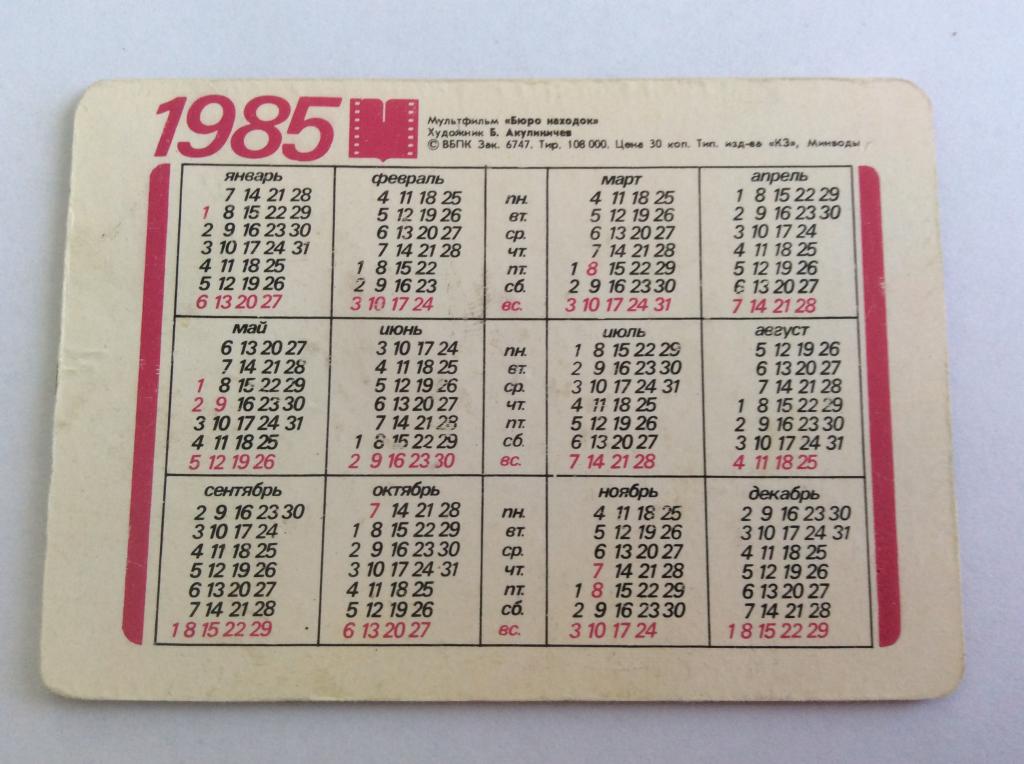 1985
Мультфильм «Бюро находок»
Художник Б. Акулиничев
© ВБПК Зак. 6747. Тир. 108 000. Цена 30 коп. Тип. изд-ва «КЗ», Минводы
январь февраль март апрель
7 14 21 28 4 11 18 25 пн. 4 11 18 25 1 8 15 22 29
1 8 15 22 29 5 12 19 26 вт. 5 12 19 26 2 9 16 23 30
2 9 16 23 30 6 13 20 27 ср. 6 13 20 27 3 10 17 24
3 10 17 24 31 7 14 21 28 чт. 7 14 21 28 4 11 18 25
4 11 18 25 1 8 15 22 пт. 1 8 15 22 29 5 12 19 26
5 12 19 26 2 9 16 23 сб. 2 9 16 23 30 6 13 20 27
6 13 20 27 3 10 17 24 вс. 3 10 17 24 31 7 14 21 28
май июнь июль август
6 13 20 27 3 10 17 24 пн. 1 8 15 22 29 5 12 19 26
7 14 21 28 4 11 18 25 вт. 2 9 16 23 30 6 13 20 27
1 8 15 22 29 5 12 19 26 ср. 3 10 17 24 31 7 14 21 28
2 9 16 23 30 6 13 20 27 чт. 4 11 18 25 1 8 15 22 29
3 10 17 24 31 7 14 21 28 пт. 5 12 19 26 2 9 16 23 30
4 11 18 25 1 8 15 22 29 сб. 6 13 20 27 3 10 17 24 31
5 12 19 26 2 9 16 23 30 вс. 7 14 21 28 4 11 18 25
сентябрь октябрь ноябрь декабрь
2 9 16 23 30 7 14 21 28 пн. 4 11 18 25 2 9 16 23 30
3 10 17 24 1 8 15 22 29 вт. 5 12 19 26 3 10 17 24 31
4 11 18 25 2 9 16 23 30 ср. 6 13 20 27 4 11 18 25
5 12 19 26 3 10 17 24 31 чт. 7 14 21 28 5 12 19 26
6 13 20 27 4 11 18 25 пт. 1 8 15 22 29 6 13 20 27
7 14 21 28 5 12 19 26 сб. 2 9 16 23 30 7 14 21 28
1 8 15 22 29 6 13 20 27 вс. 3 10 17 24 1 8 15 22 29